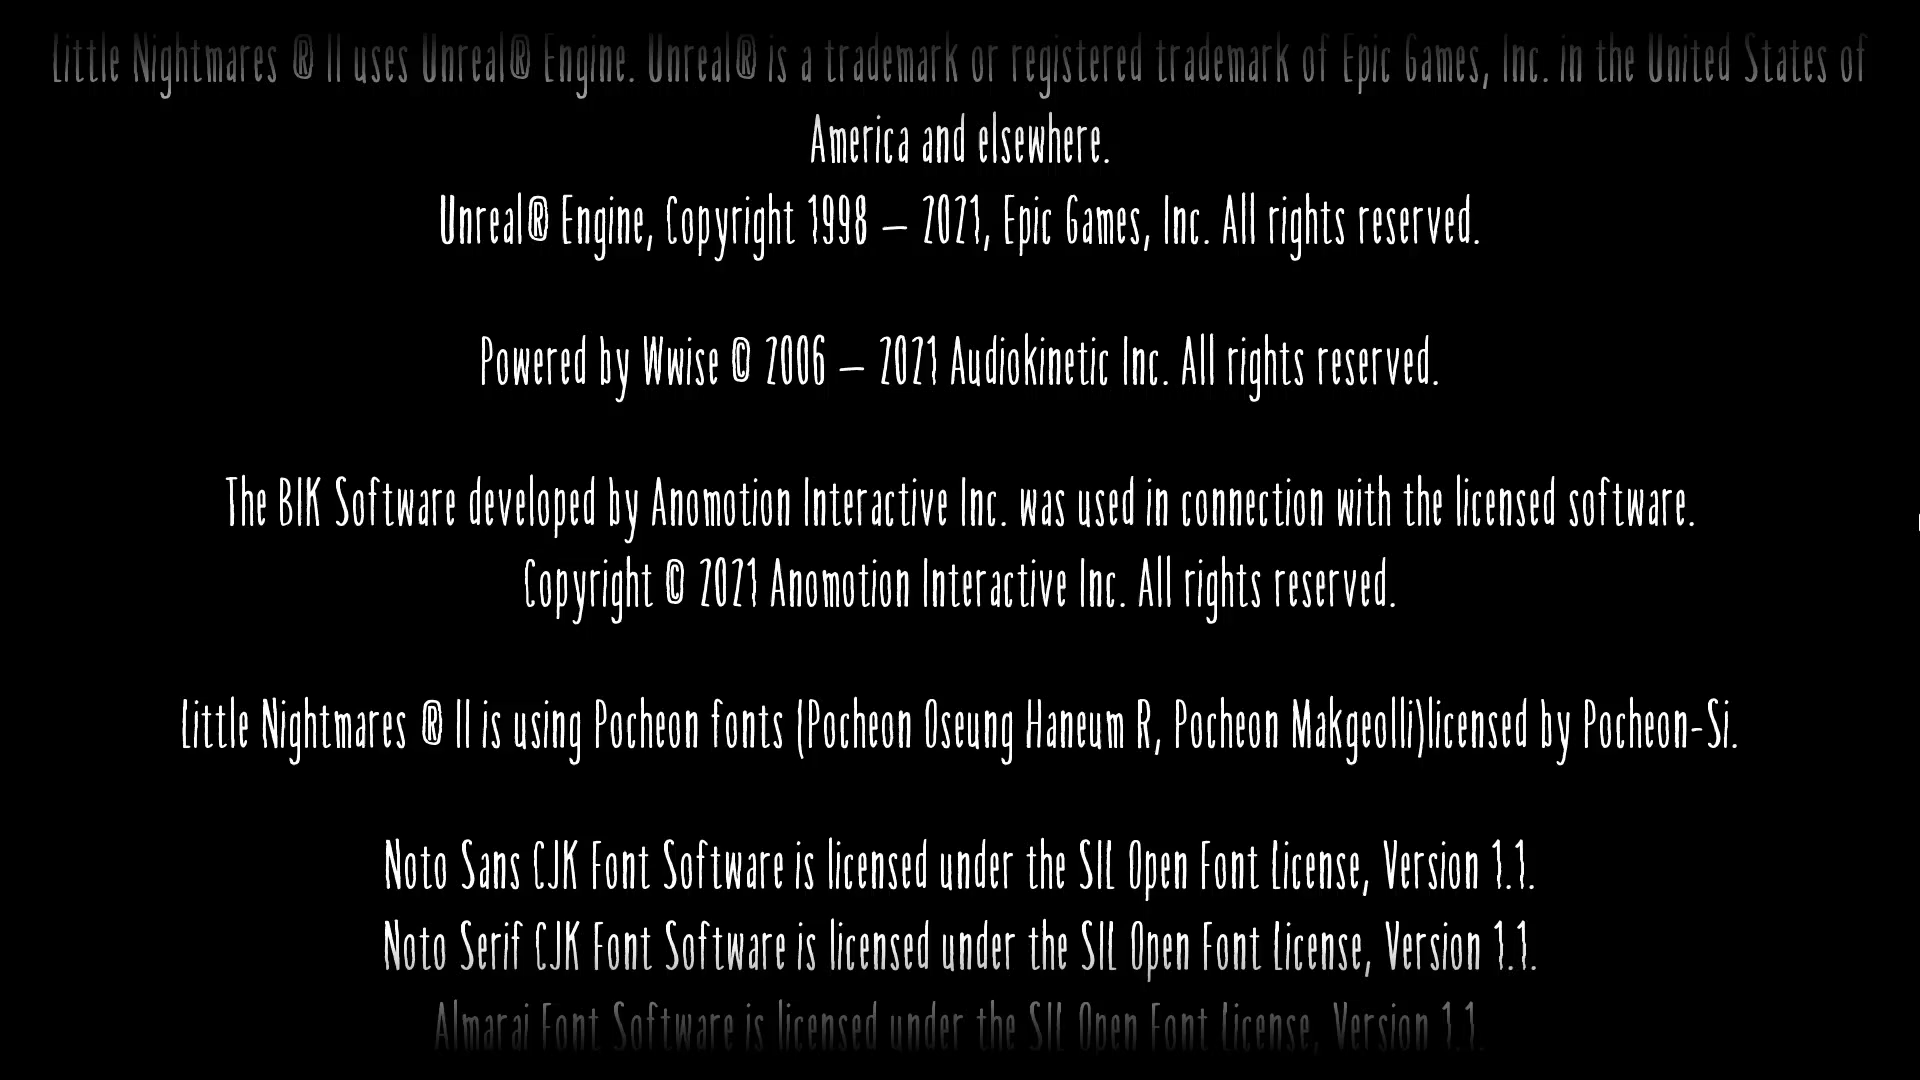 Little Nightmares ® II uses Unreal® Engine. Unreal® is a trademark or registered trademark of Epic Games, Inc. in the United States of
America and elsewhere.
Unreal® Engine, Copyright 1998 – 2021, Epic Games, Inc. All rights reserved.
Powered by Wwise © 2006 – 2021 Audiokinetic Inc. All rights reserved.
The BIK Software developed by Anomotion Interactive Inc. was used in connection with the licensed software.
Copyright © 2021 Anomotion Interactive Inc. All rights reserved.
Little Nightmares ® II is using Pocheon fonts (Pocheon Oseung Haneum R, Pocheon Makgeolli)licensed by Pocheon-Si.
Noto Sans CJK Font Software is licensed under the SIL Open Font License, Version 1.1.
Noto Serif CJK Font Software is licensed under the SIL Open Font License, Version 1.1.
Almarai Font Software is licensed under the SIL Open Font License, Version 1.1.